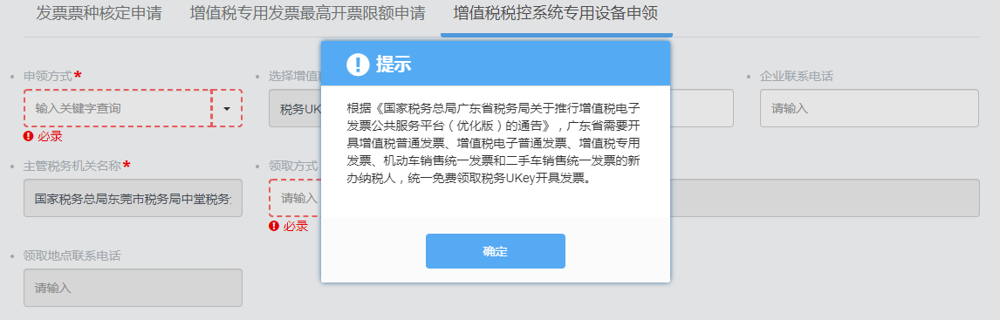 发票票种核定申请 增值税专用发票最高开票限额申请 增值税税控系统专用设备申领
提示
根据《国家税务总局广东省税务局关于推行增值税电子
发票公共服务平台（优化版）的通告》，广东省需要开
具增值税普通发票、增值税电子普通发票、增值税专用
发票、机动车销售统一发票和二手车销售统一发票的新
办纳税人，统一免费领取税务UKey开具发票。
确定
申领方式* 选择增值 企业联系电话
输入关键字查询 税务UK 请输入
必录
主管税务机关名称* 领取方式
国家税务总局东莞市税务局中堂税务 请输入
必录
领取地点联系电话
请输入